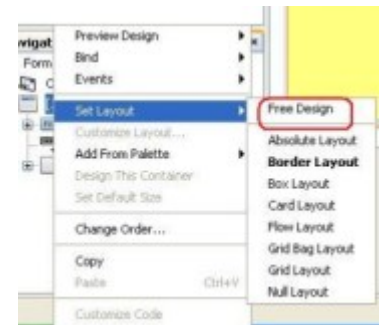 Preview Design
Bind
Events
Set Layout
Customize Layout...
Add From Palette
Design This Container
Set Default Size
Change Order...
Copy
Paste Ctrl+V
Customize Code
Free Design
Absolute Layout
Border Layout
Box Layout
Card Layout
Flow Layout
Grid Bag Layout
Grid Layout
Null Layout
vigat
Form